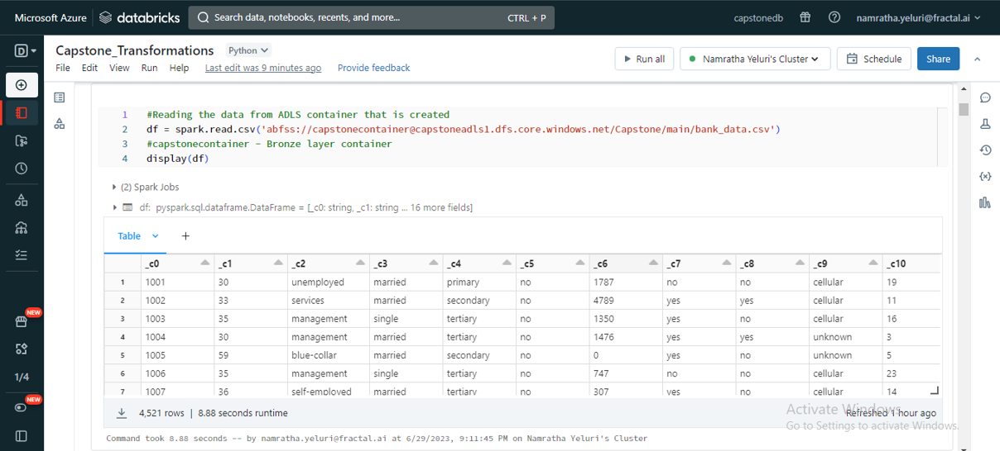 Microsoft Azure databricks Search data, notebooks, recents, and more... CTRL + P capstonedb namratha.yeluri@fractal.ai
D Capstone_Transformations Python
File Edit View Run Help Last edit was 9 minutes ago Provide feedback Run all Namratha Yeluri's Cluster Schedule Share
1 #Reading the data from ADLS container that is created
2 df = spark.read.csv('abfss://capstonecontainer@capstoneadls1.dfs.core.windows.net/Capstone/main/bank_data.csv')
3 #capstonecontainer - Bronze layer container
4 display(df)
(2) Spark Jobs
df: pyspark.sql.dataframe.DataFrame = [_c0: string, _c1: string ... 16 more fields]
Table +
_c0 _c1 _c2 _c3 _c4 _c5 _c6 _c7 _c8 _c9 _c10
1 1001 30 unemployed married primary no 1787 no no cellular 19
2 1002 33 services married secondary no 4789 yes yes cellular 11
3 1003 35 management single tertiary no 1350 yes no cellular 16
4 1004 30 management married tertiary no 1476 yes yes unknown 3
5 1005 59 blue-collar married secondary no 0 yes no unknown 5
6 1006 35 management single tertiary no 747 no no cellular 23
7 1007 36 self-employed married tertiary no 307 yes no cellular 14
NEW
1/4
NEW
4,521 rows | 8.88 seconds runtime Refreshed 1 hour ago
Activate Windows
Go to Settings to activate Windows.
Command took 8.88 seconds -- by namratha.yeluri@fractal.ai at 6/29/2023, 9:11:45 PM on Namratha Yeluri's Cluster